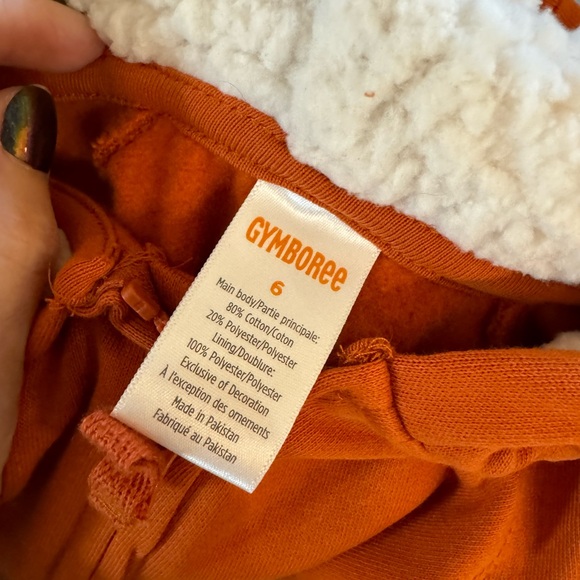 GYMBOREE
6
Main body/Partie principale:
80% Cotton/Coton
20% Polyester/Polyester
Lining/Doublure:
100% Polyester/Polyester
Exclusive of Decoration
À l'exception des ornements
Made in Pakistan
Fabriqué au Pakistan